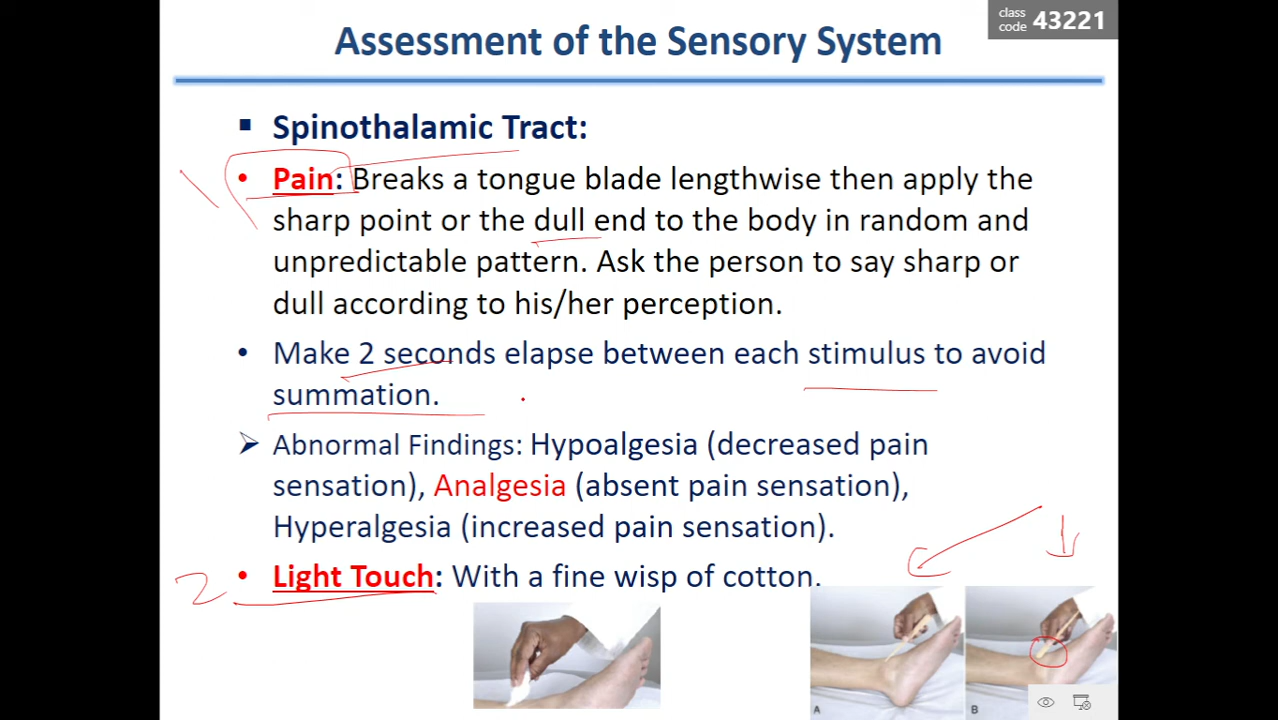 class
code 43221
Assessment of the Sensory System
▪ Spinothalamic Tract:
1
• Pain: Breaks a tongue blade lengthwise then apply the
sharp point or the dull end to the body in random and
unpredictable pattern. Ask the person to say sharp or
dull according to his/her perception.
• Make 2 seconds elapse between each stimulus to avoid
summation.
➢ Abnormal Findings: Hypoalgesia (decreased pain
sensation), Analgesia (absent pain sensation),
Hyperalgesia (increased pain sensation).
2
• Light Touch: With a fine wisp of cotton.
A
B